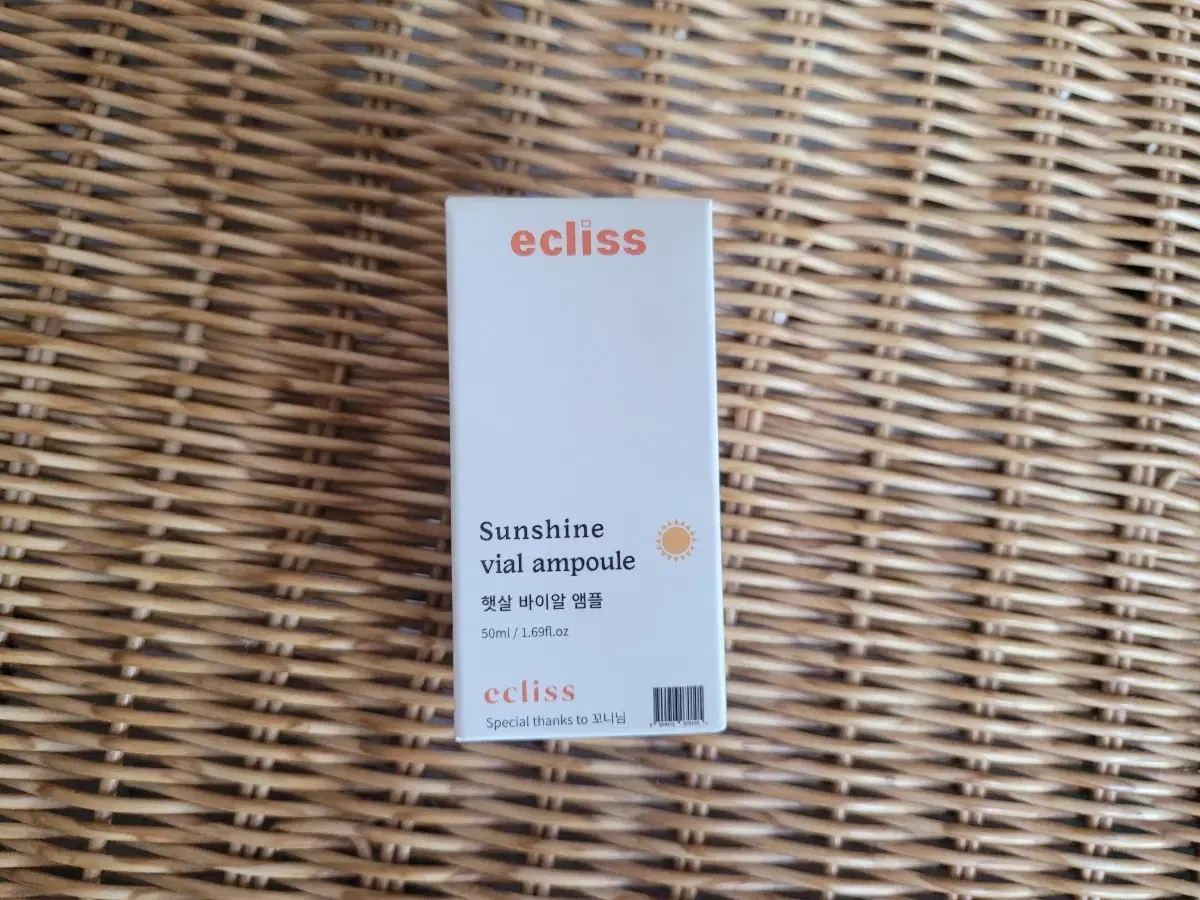 ecliss
Sunshine
vial ampoule
햇살 바이알 앰플
50ml / 1.69fl.oz
ecliss
Special thanks to 꼬니님